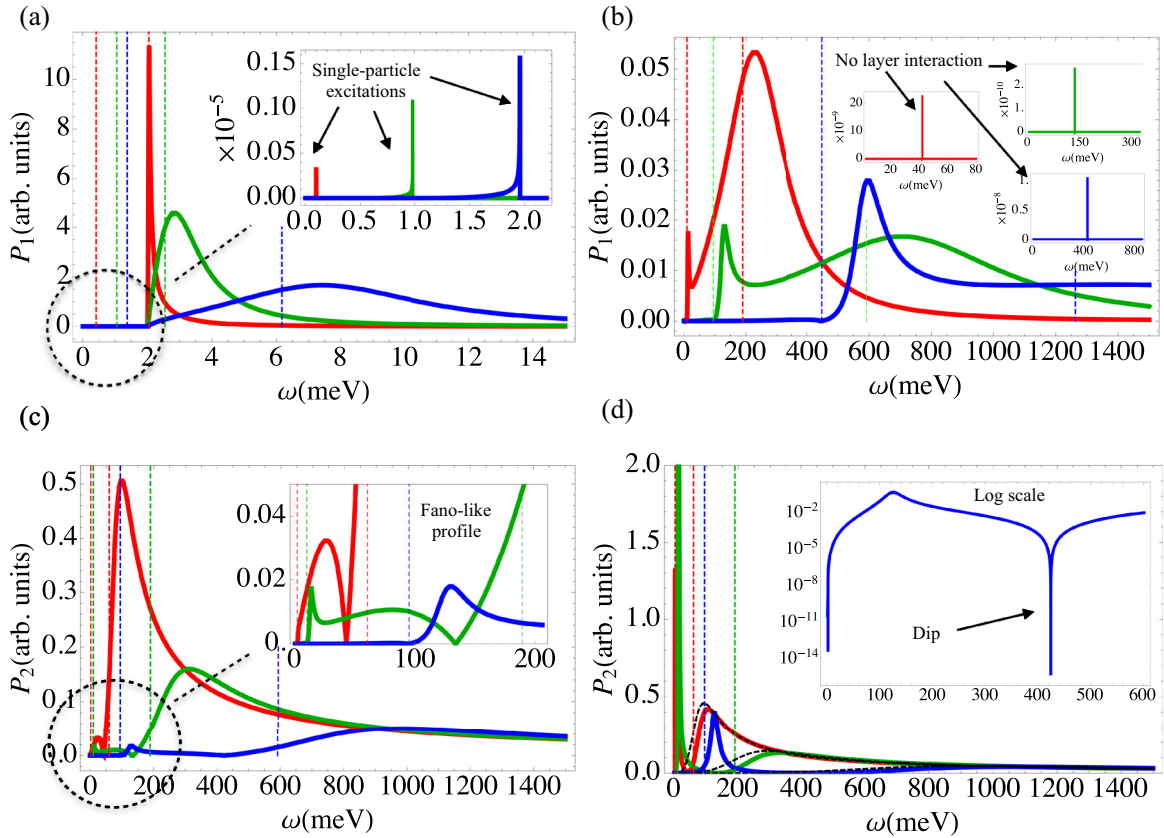 (a)
P1(arb. units)
10
8
6
4
2
0
0 2 4 6 8 10 12 14
ω(meV)
×10^-5
0.15
0.10
0.05
0.00
0.5 1.0 1.5 2.0
Single-particle
excitations
(b)
P1(arb. units)
0.05
0.04
0.03
0.02
0.01
0.00
0 200 400 600 800 1000 1200 1400
ω(meV)
No layer interaction
×10^-9
20
10
0
20 40 60 80
ω(meV)
×10^-10
2.
1.
0
0 150 300
ω(meV)
×10^-8
1.
0.5
0
0 400 800
ω(meV)
(c)
P2(arb. units)
0.5
0.4
0.3
0.2
0.1
0.0
0 200 400 600 800 1000 1200 1400
ω(meV)
0.04
0.02
0.
0 50 100 150 200
Fano-like
profile
(d)
P2(arb. units)
2.0
1.5
1.0
0.5
0.0
0 200 400 600 800 1000 1200 1400
ω(meV)
Log scale
10^-2
10^-5
10^-8
10^-11
10^-14
0 100 200 300 400 500 600
Dip